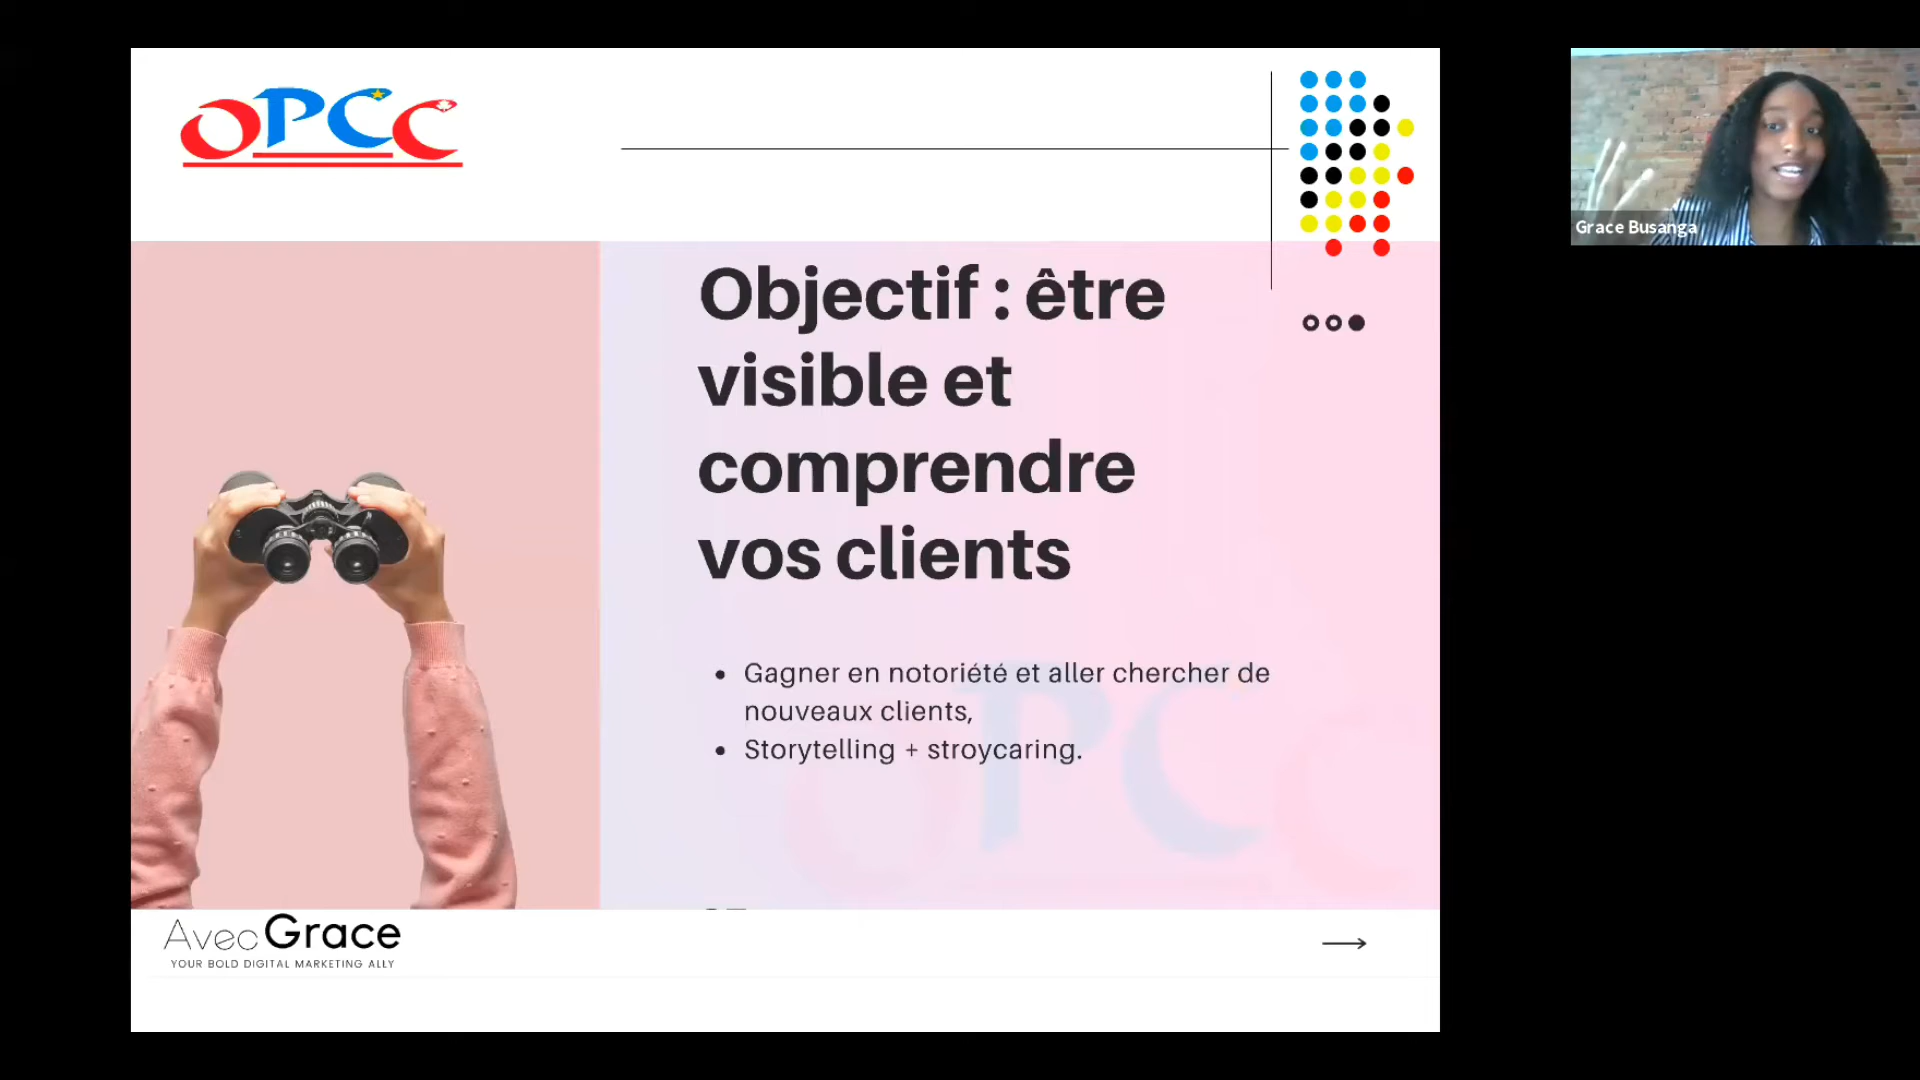 OPCC
Grace Busanga
Objectif : être
visible et
comprendre
vos clients
Gagner en notoriété et aller chercher de
nouveaux clients,
Storytelling + stroycaring.
OPCC
Avec Grace
YOUR BOLD DIGITAL MARKETING ALLY